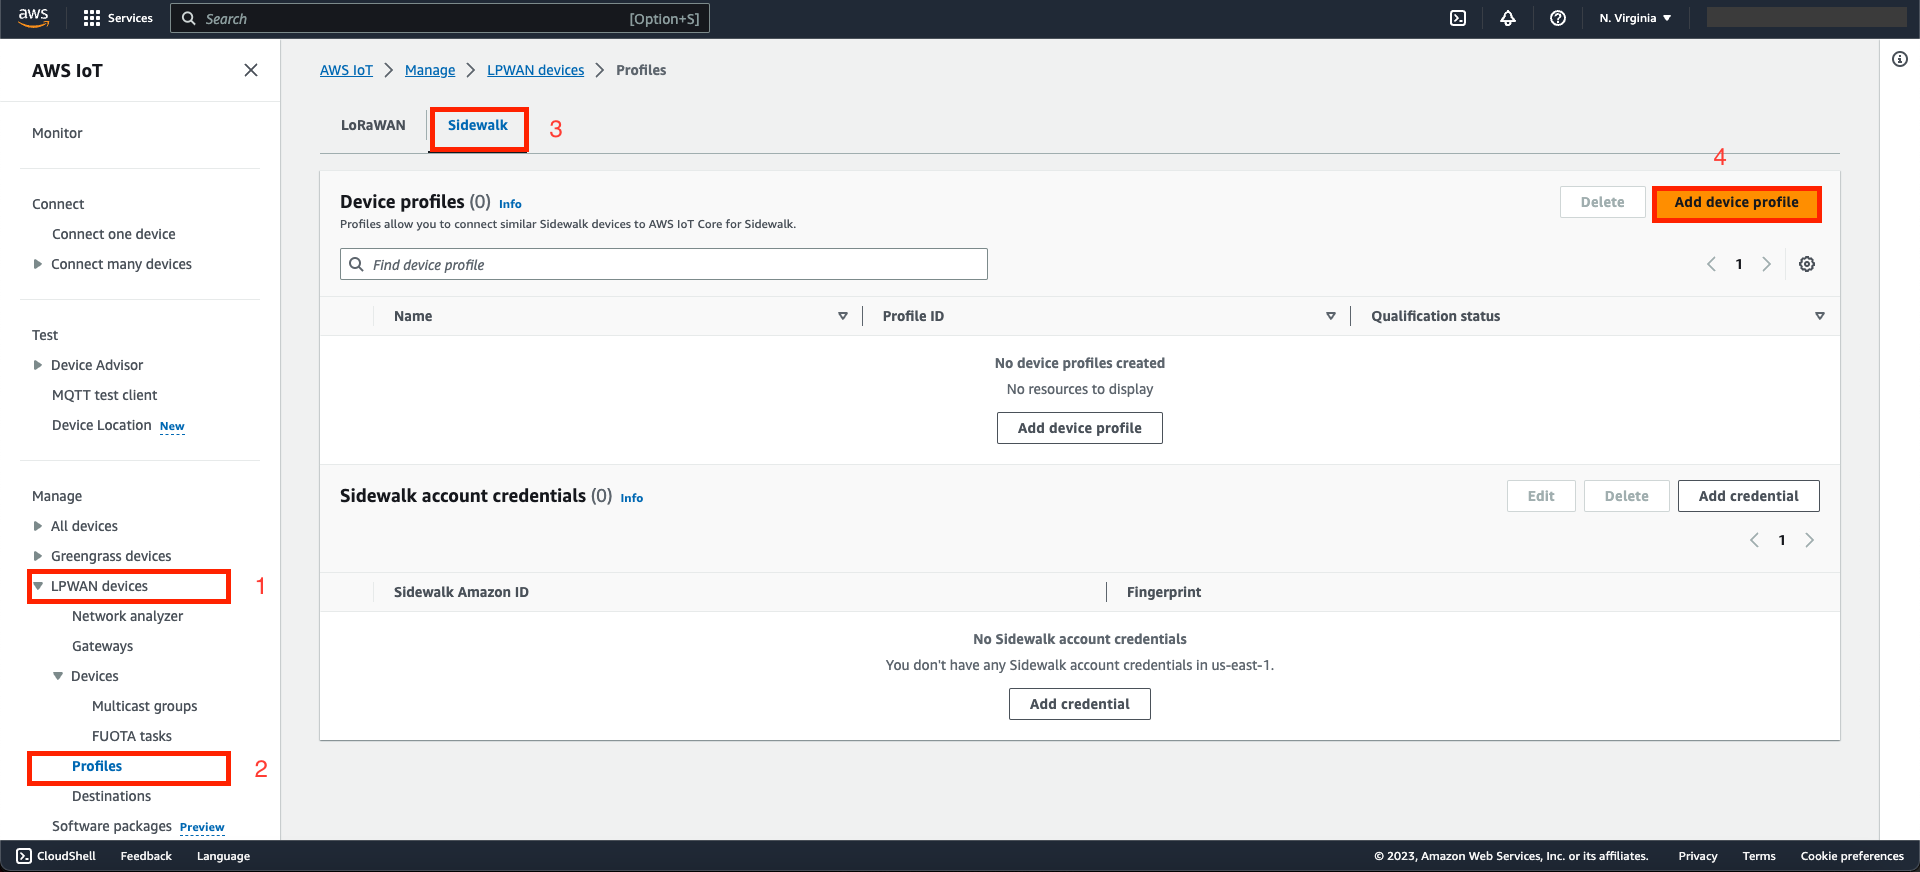 aws
Services
Search [Option+S]
N. Virginia
AWS IoT
Monitor
Connect
Connect one device
Connect many devices
Test
Device Advisor
MQTT test client
Device Location New
Manage
All devices
Greengrass devices
LPWAN devices 1
Network analyzer
Gateways
Devices
Multicast groups
FUOTA tasks
Profiles 2
Destinations
Software packages Preview
AWS IoT Manage LPWAN devices Profiles
LoRaWAN Sidewalk 3
4
Device profiles (0) Info
Delete Add device profile
Profiles allow you to connect similar Sidewalk devices to AWS IoT Core for Sidewalk.
Find device profile
1
Name Profile ID Qualification status
No device profiles created
No resources to display
Add device profile
Sidewalk account credentials (0) Info
Edit Delete Add credential
1
Sidewalk Amazon ID Fingerprint
No Sidewalk account credentials
You don't have any Sidewalk account credentials in us-east-1.
Add credential
CloudShell Feedback Language
© 2023, Amazon Web Services, Inc. or its affiliates. Privacy Terms Cookie preferences